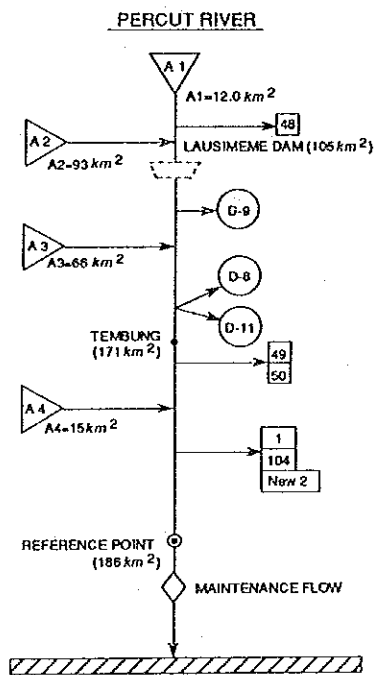 PERCUT RIVER
A 1
A1=12.0 km²
48
A 2
LAUSIMEME DAM (105 km²)
A2=93 km²
D-9
A 3
A3=66 km²
D-8
D-11
TEMBUNG
(171 km²)
49
50
A 4
A4=15 km²
1
104
New 2
REFERENCE POINT
(186 km²)
MAINTENANCE FLOW